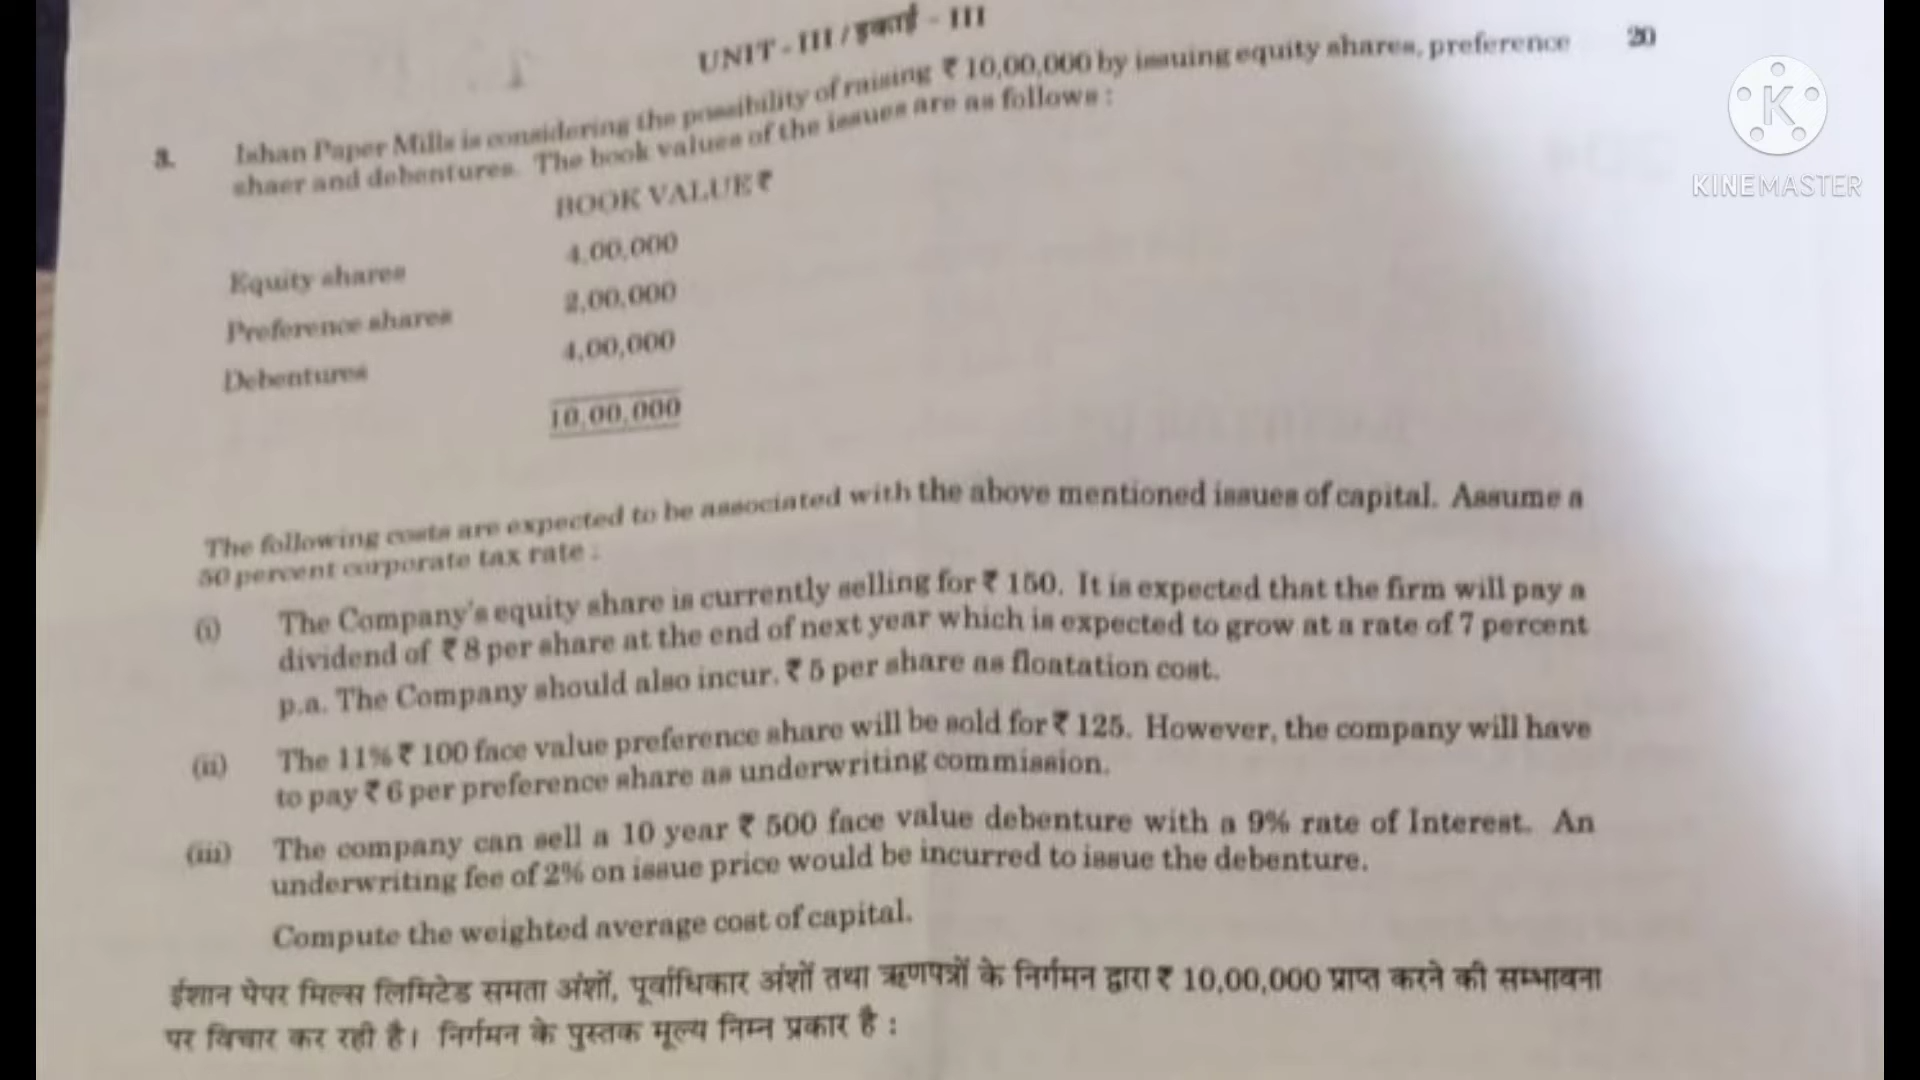 UNIT - III / इकाई - III
20
K
KINEMASTER
3. Ishan Paper Mills is considering the possibility of raising ₹ 10,00,000 by issuing equity shares, preference
shaer and debentures. The book values of the issues are as follows :
BOOK VALUE ₹
Equity shares 4,00,000
Preference shares 2,00,000
Debentures 4,00,000
10,00,000
The following costs are expected to be associated with the above mentioned issues of capital. Assume a
50 percent corporate tax rate :
(i) The Company's equity share is currently selling for ₹ 150. It is expected that the firm will pay a
dividend of ₹ 8 per share at the end of next year which is expected to grow at a rate of 7 percent
p.a. The Company should also incur. ₹ 5 per share as floatation cost.
(ii) The 11% ₹ 100 face value preference share will be sold for ₹ 125. However, the company will have
to pay ₹ 6 per preference share as underwriting commission.
(iii) The company can sell a 10 year ₹ 500 face value debenture with a 9% rate of Interest. An
underwriting fee of 2% on issue price would be incurred to issue the debenture.
Compute the weighted average cost of capital.
ईशान पेपर मिल्स लिमिटेड समता अंशों, पूर्वाधिकार अंशों तथा ऋणपत्रों के निर्गमन द्वारा ₹ 10,00,000 प्राप्त करने की सम्भावना
पर विचार कर रही है। निर्गमन के पुस्तक मूल्य निम्न प्रकार है :